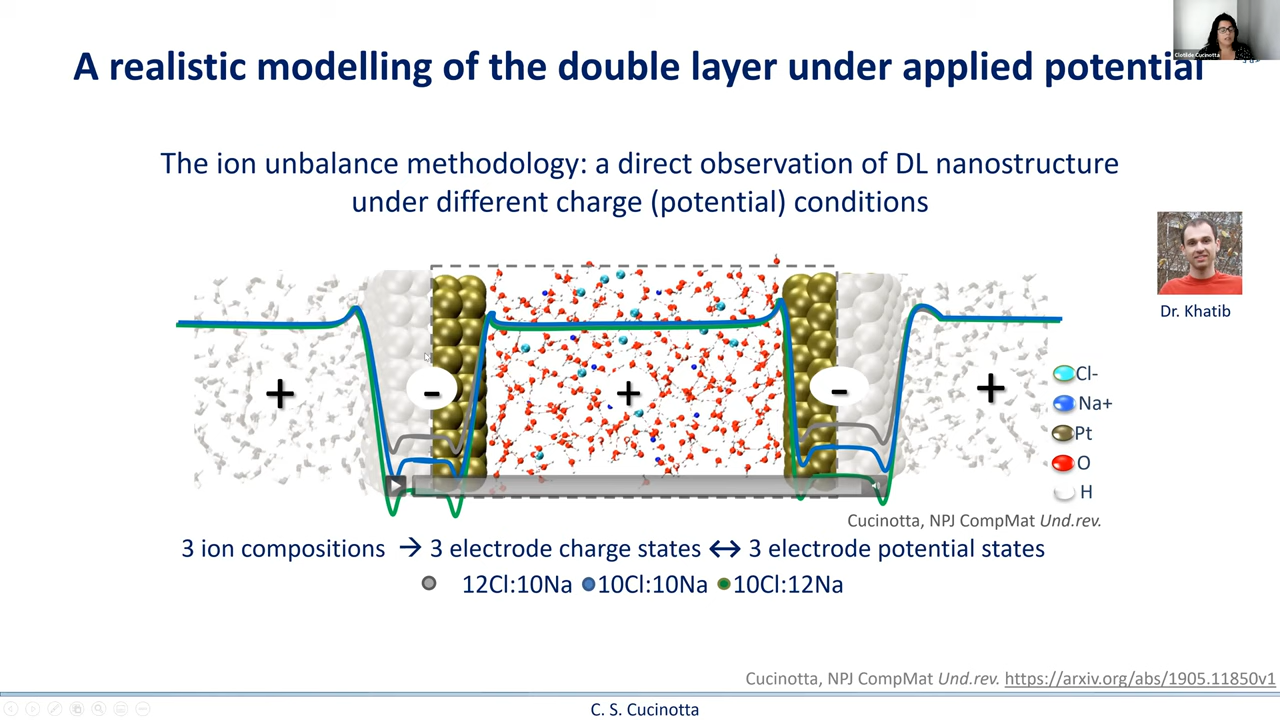 Clotilde Cucinotta
A realistic modelling of the double layer under applied potential
The ion unbalance methodology: a direct observation of DL nanostructure
under different charge (potential) conditions
Dr. Khatib
+ - + - +
Cl-
Na+
Pt
O
H
Cucinotta, NPJ CompMat Und.rev.
3 ion compositions → 3 electrode charge states ↔ 3 electrode potential states
12Cl:10Na 10Cl:10Na 10Cl:12Na
Cucinotta, NPJ CompMat Und.rev. https://arxiv.org/abs/1905.11850v1
C. S. Cucinotta